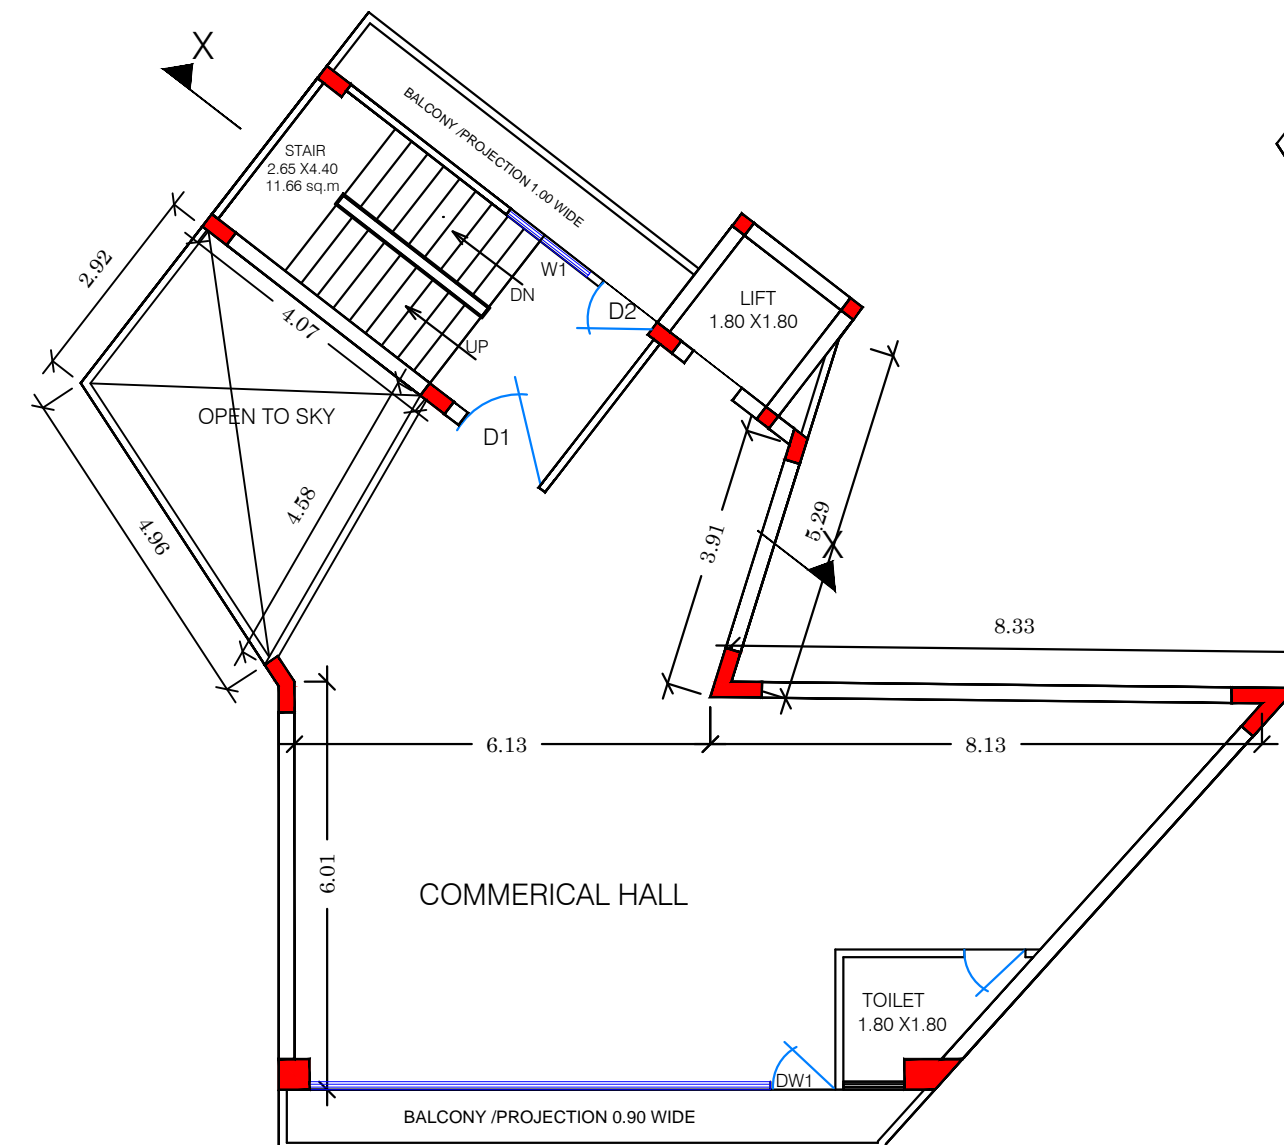 X
BALCONY /PROJECTION 1.00 WIDE
STAIR
2.65 X4.40
11.66 sq.m
2.92
W1
DN
D2
LIFT
1.80 X1.80
4.07
UP
OPEN TO SKY
D1
4.58
4.96
3.91
5.29
X
8.33
6.13
8.13
6.01
COMMERICAL HALL
TOILET
1.80 X1.80
DW1
BALCONY /PROJECTION 0.90 WIDE